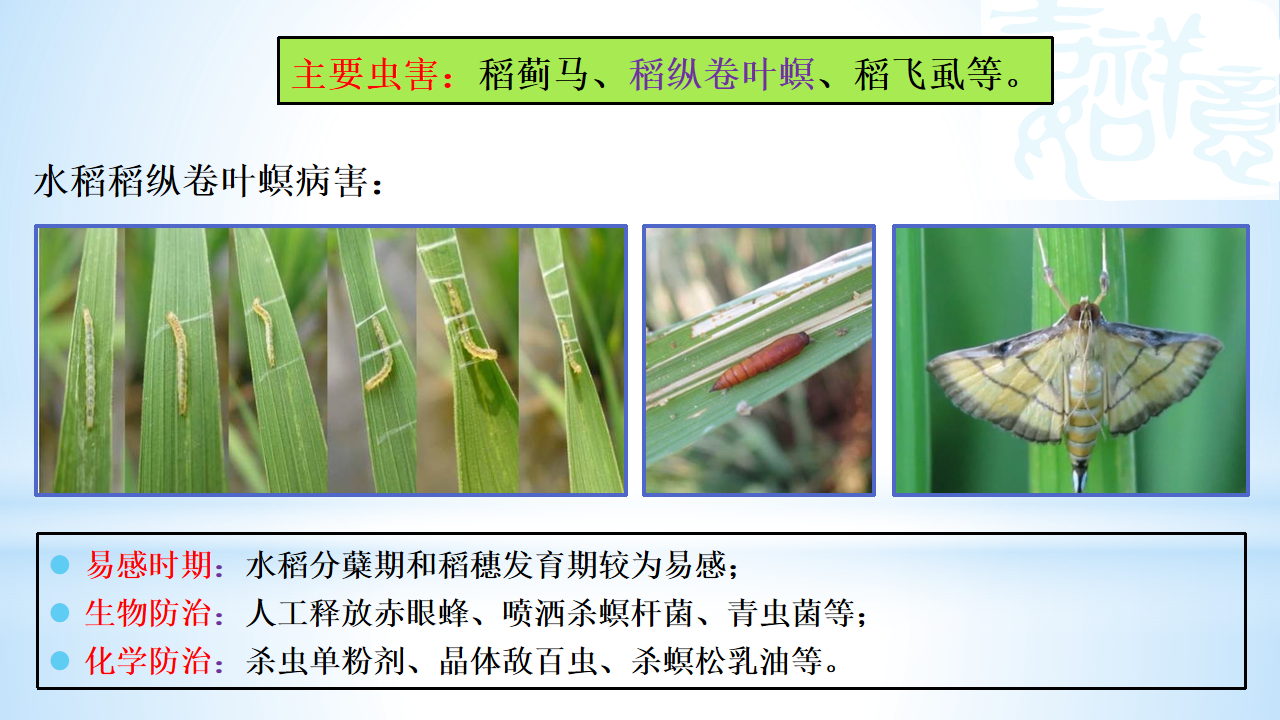 主要虫害：稻蓟马、稻纵卷叶螟、稻飞虱等。
水稻稻纵卷叶螟病害：
易感时期：水稻分蘖期和稻穗发育期较为易感；
生物防治：人工释放赤眼蜂、喷洒杀螟杆菌、青虫菌等；
化学防治：杀虫单粉剂、晶体敌百虫、杀螟松乳油等。